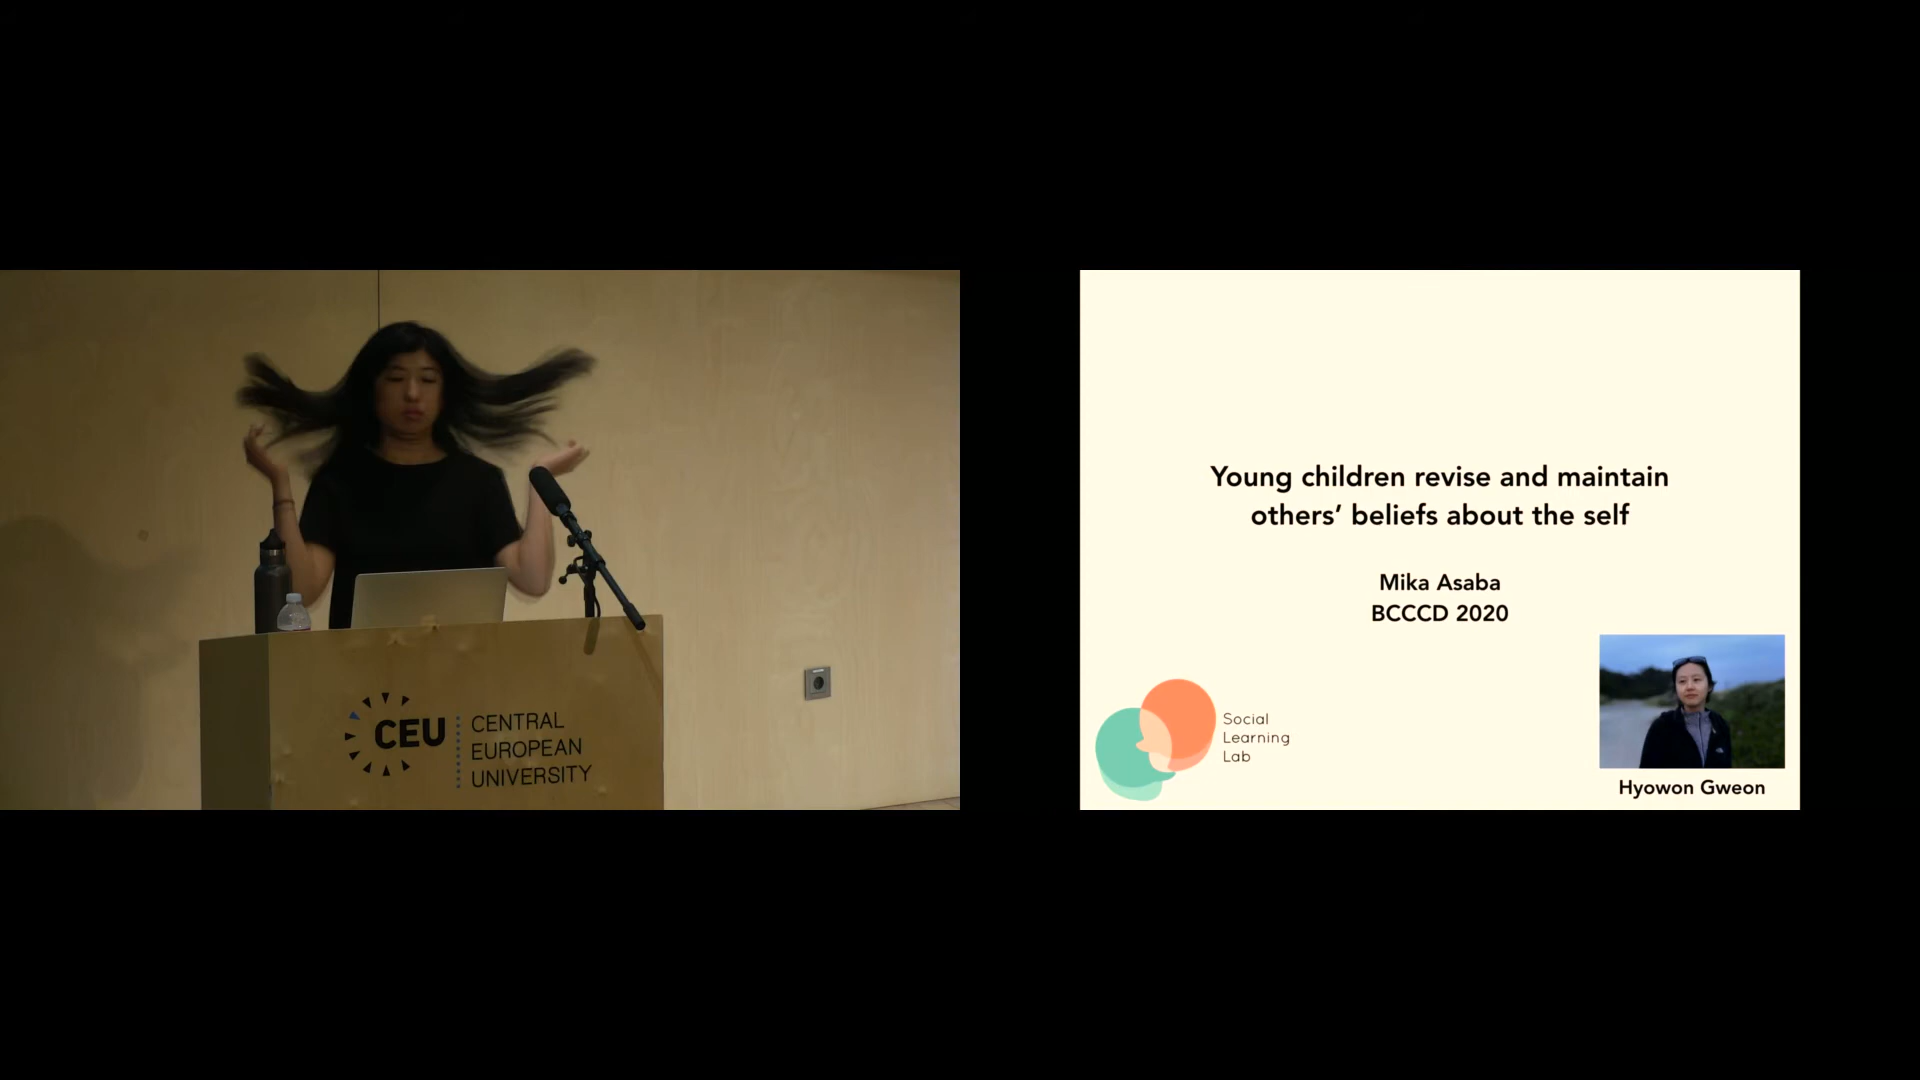 CEU
CENTRAL
EUROPEAN
UNIVERSITY
Young children revise and maintain
others’ beliefs about the self
Mika Asaba
BCCCD 2020
Social
Learning
Lab
Hyowon Gweon